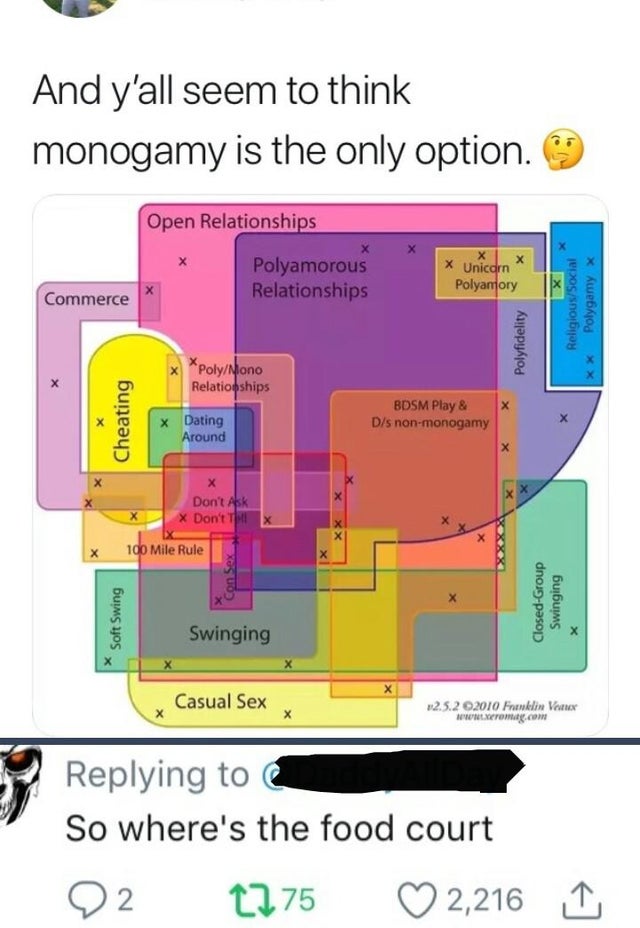 And y'all seem to think
monogamy is the only option. 🤔
Open Relationships
Polyamorous
Relationships
Unicorn
Polyamory
Religious/Social
Polygamy
Commerce
Polyfidelity
Poly/Mono
Relationships
Cheating
BDSM Play &
D/s non-monogamy
Dating
Around
Don't Ask
Don't Tell
100 Mile Rule
Con Sex
Closed-Group
Swinging
Soft Swing
Swinging
Casual Sex
v2.5.2 ©2010 Franklin Veaux
www.xeromag.com
Replying to @
So where's the food court
2 75 2,216